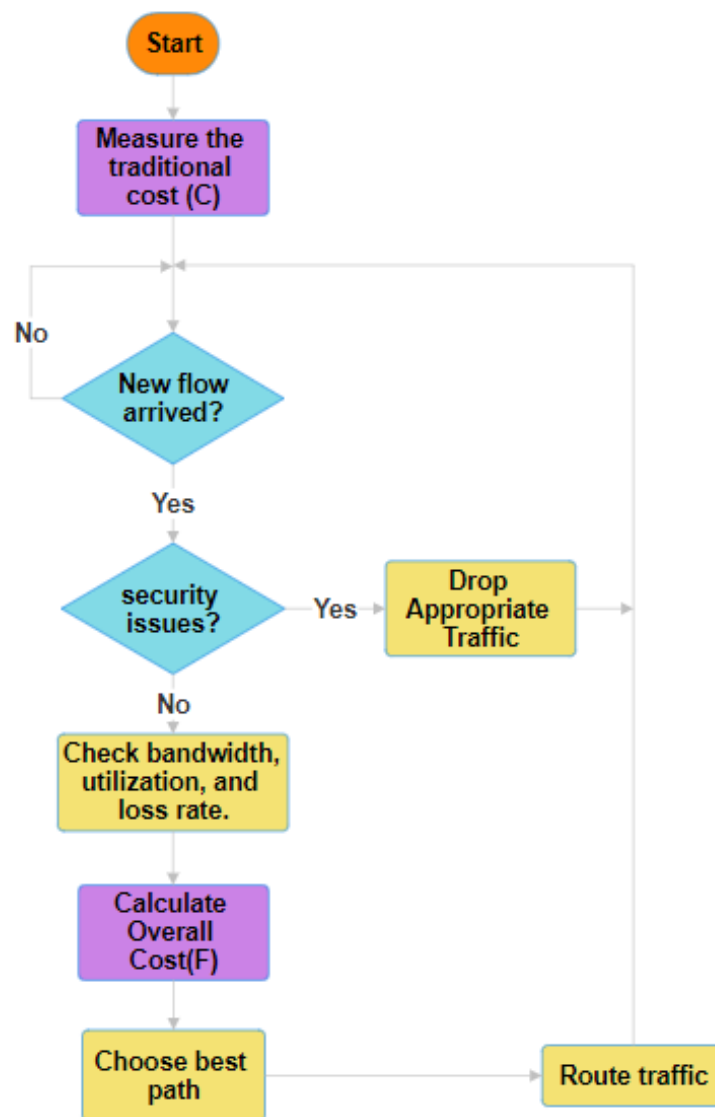 Start
Measure the
traditional
cost (C)
No
New flow
arrived?
Yes
security
issues?
Yes
Drop
Appropriate
Traffic
No
Check bandwidth,
utilization, and
loss rate.
Calculate
Overall
Cost(F)
Choose best
path
Route traffic